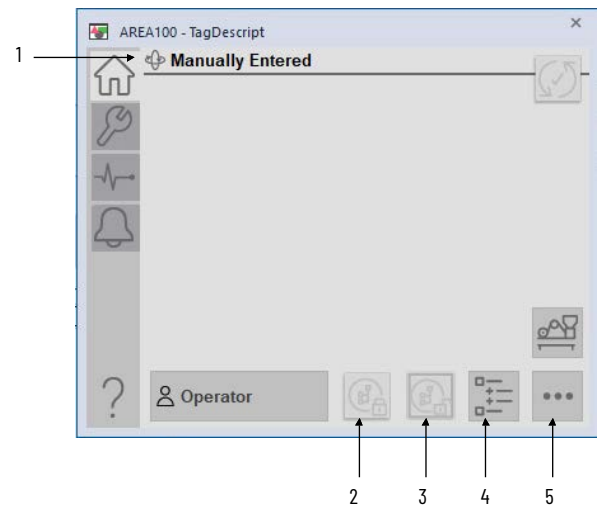 AREA100 - TagDescript
1
Manually Entered
?
Operator
2 3 4 5